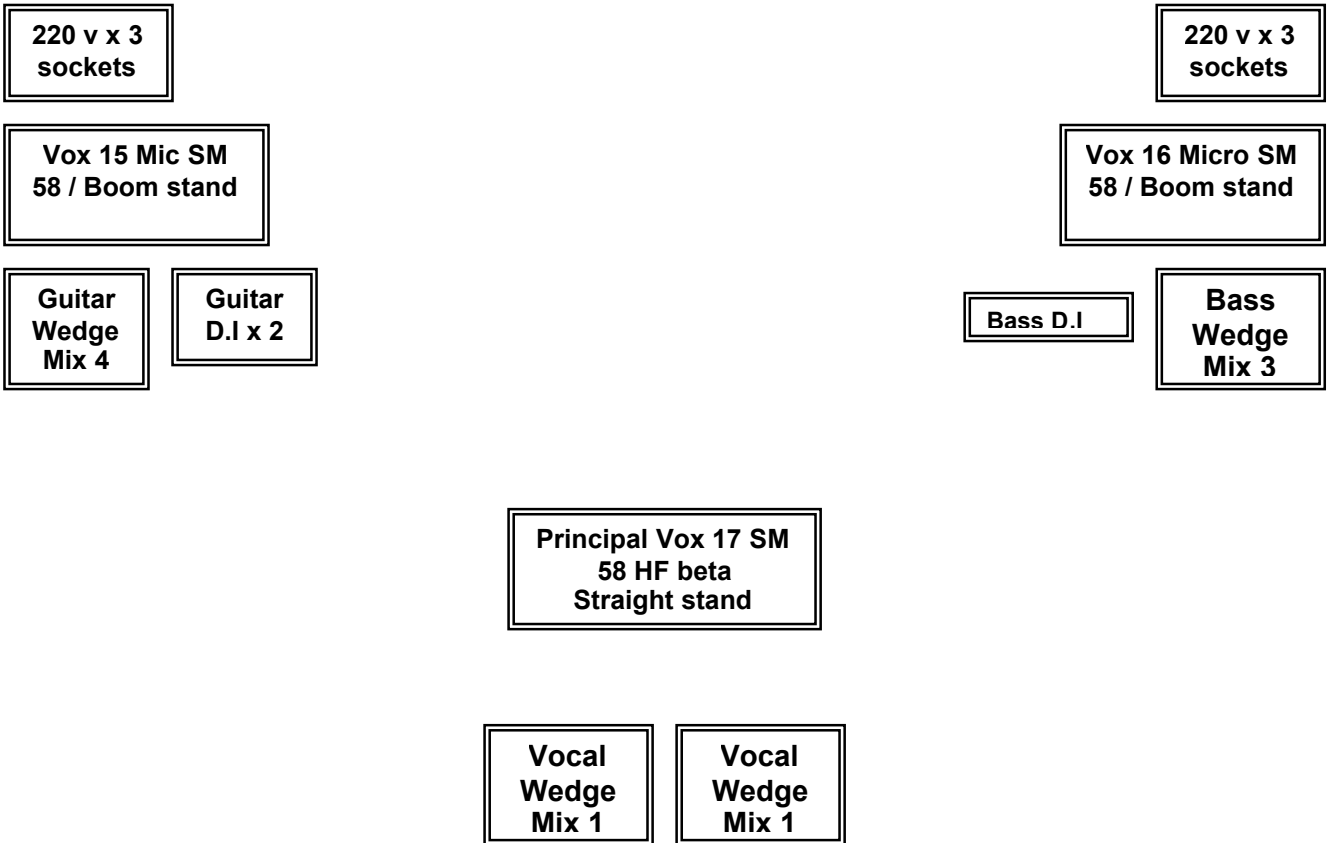 220 v x 3
sockets
220 v x 3
sockets
Vox 15 Mic SM
58 / Boom stand
Vox 16 Micro SM
58 / Boom stand
Guitar
Wedge
Mix 4
Guitar
D.I x 2
Bass D.I
Bass
Wedge
Mix 3
Principal Vox 17 SM
58 HF beta
Straight stand
Vocal
Wedge
Mix 1
Vocal
Wedge
Mix 1